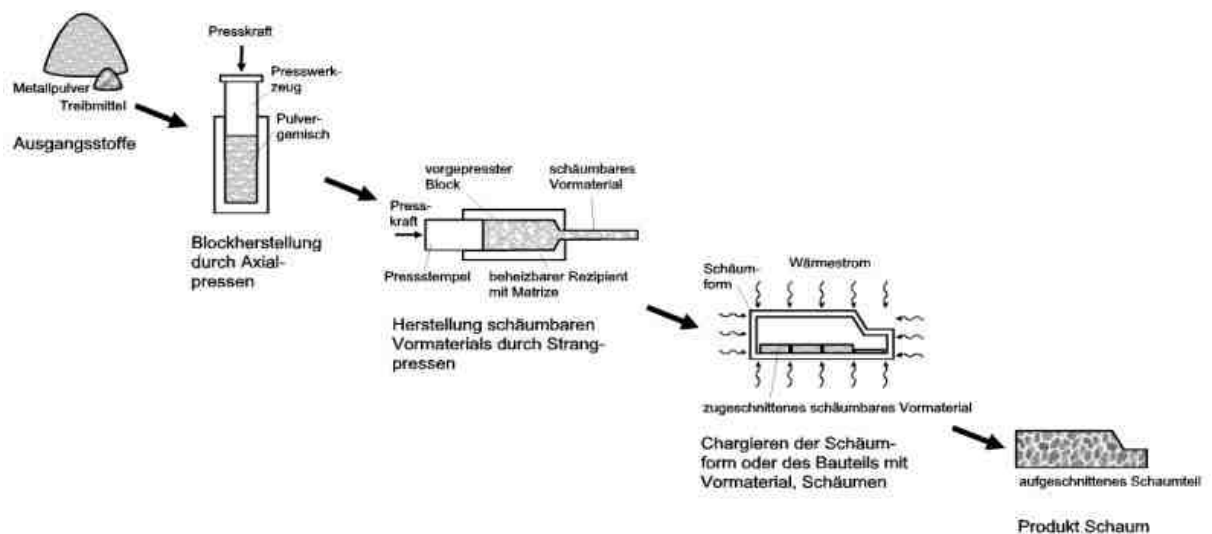 Metallpulver
Treibmittel
Ausgangsstoffe
Presskraft
Presswerk-
zeug
Pulver-
gemisch
Blockherstellung
durch Axial-
pressen
vorgepresster
Block
schäumbares
Vormaterial
Press-
kraft
Pressstempel
beheizbarer Rezipient
mit Matrize
Herstellung schäumbaren
Vormaterials durch Strang-
pressen
Schäum-
form
Wärmestrom
zugeschnittenes schäumbares Vormaterial
Chargieren der Schäum-
form oder des Bauteils mit
Vormaterial, Schäumen
aufgeschnittenes Schaumteil
Produkt Schaum